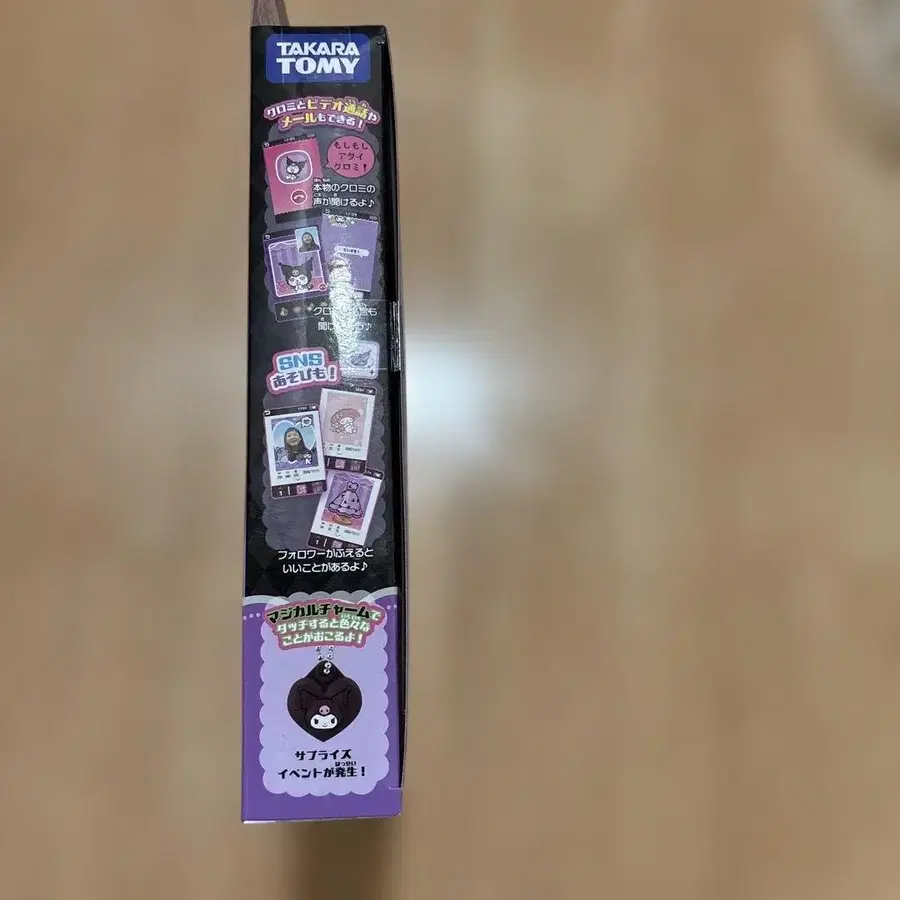 TAKARA
TOMY
クロミとビデオ通話や
メールもできる!
もしもし
アタイ
クロミ!
本物のクロミの
声が聞けるよ♪
SNS
あそびも!
フォロワーがふえると
いいことがあるよ♪
マジカルチャームで
タッチすると色々な
ことがおこるよ!
サプライズ
イベントが発生!